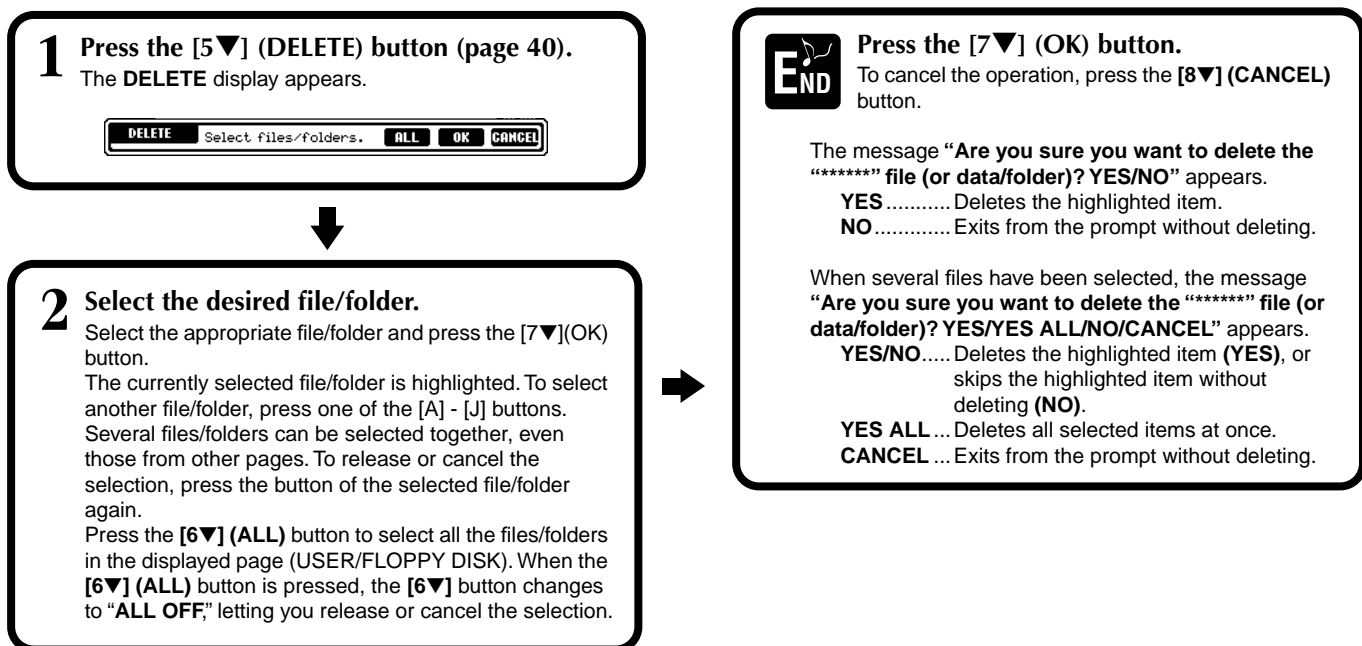 1 Press the [5▼] (DELETE) button (page 40).
The DELETE display appears.
DELETE Select files/folders. ALL OK CANCEL
2 Select the desired file/folder.
Select the appropriate file/folder and press the [7▼](OK)
button.
The currently selected file/folder is highlighted. To select
another file/folder, press one of the [A] - [J] buttons.
Several files/folders can be selected together, even
those from other pages. To release or cancel the
selection, press the button of the selected file/folder
again.
Press the [6▼] (ALL) button to select all the files/folders
in the displayed page (USER/FLOPPY DISK). When the
[6▼] (ALL) button is pressed, the [6▼] button changes
to “ALL OFF,” letting you release or cancel the selection.
END Press the [7▼] (OK) button.
To cancel the operation, press the [8▼] (CANCEL)
button.
The message “Are you sure you want to delete the
“******” file (or data/folder)? YES/NO” appears.
YES ........... Deletes the highlighted item.
NO ............. Exits from the prompt without deleting.
When several files have been selected, the message
“Are you sure you want to delete the “******” file (or
data/folder)? YES/YES ALL/NO/CANCEL” appears.
YES/NO ..... Deletes the highlighted item (YES), or
skips the highlighted item without
deleting (NO).
YES ALL ... Deletes all selected items at once.
CANCEL ... Exits from the prompt without deleting.